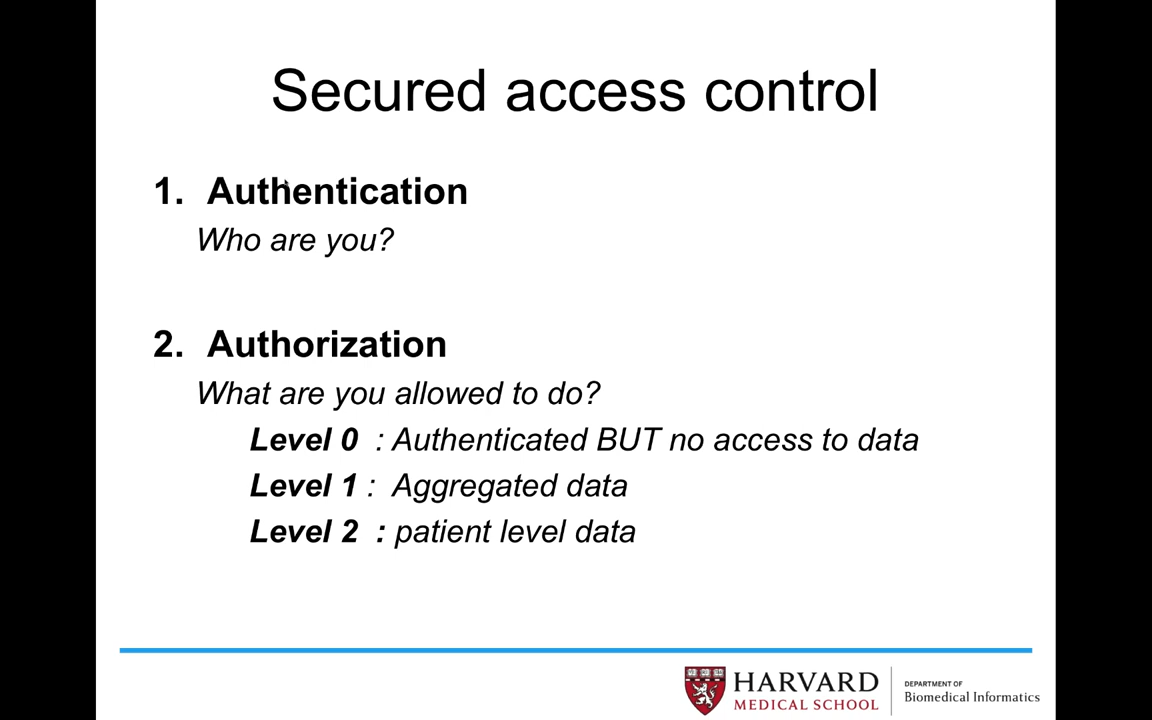 Secured access control
1. Authentication
Who are you?
2. Authorization
What are you allowed to do?
Level 0 : Authenticated BUT no access to data
Level 1 : Aggregated data
Level 2 : patient level data
HARVARD
MEDICAL SCHOOL
DEPARTMENT OF
Biomedical Informatics